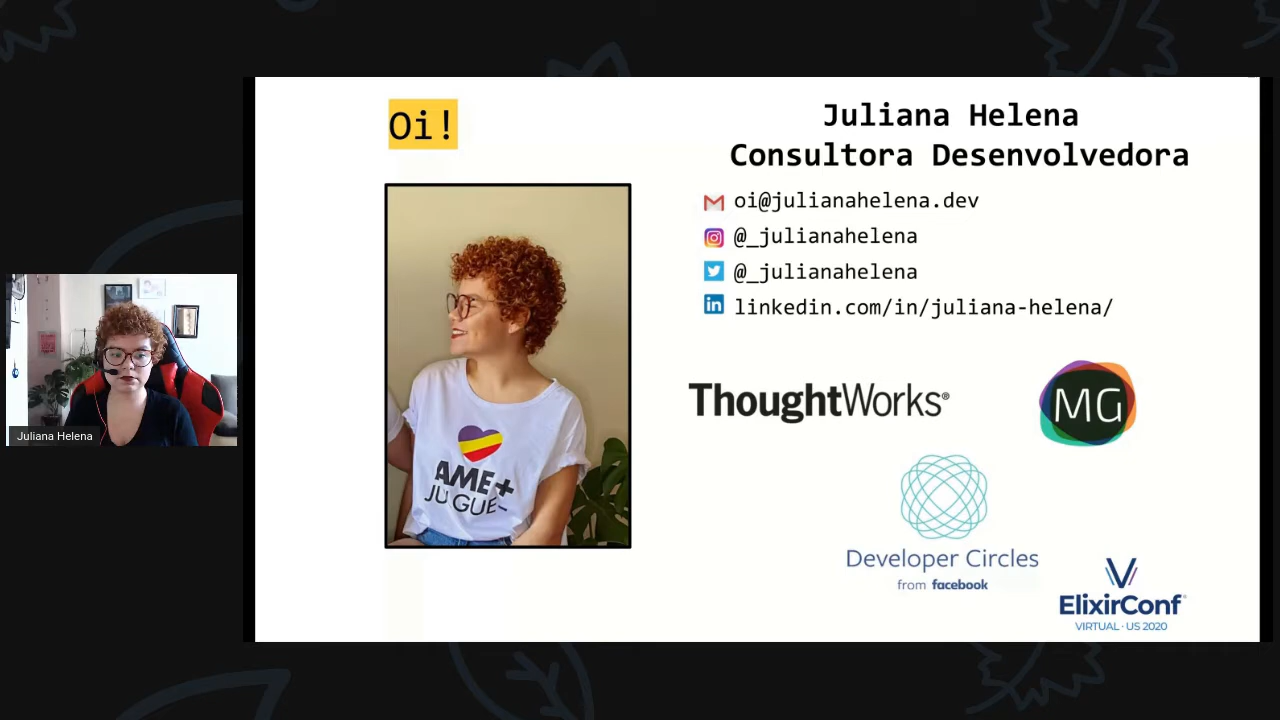 Oi!
Juliana Helena
Consultora Desenvolvedora
oi@julianahelena.dev
@_julianahelena
@_julianahelena
linkedin.com/in/juliana-helena/
ThoughtWorks®
MG
AME+
JULGUE-
Developer Circles
from facebook
ElixirConf
VIRTUAL · US 2020
Juliana Helena